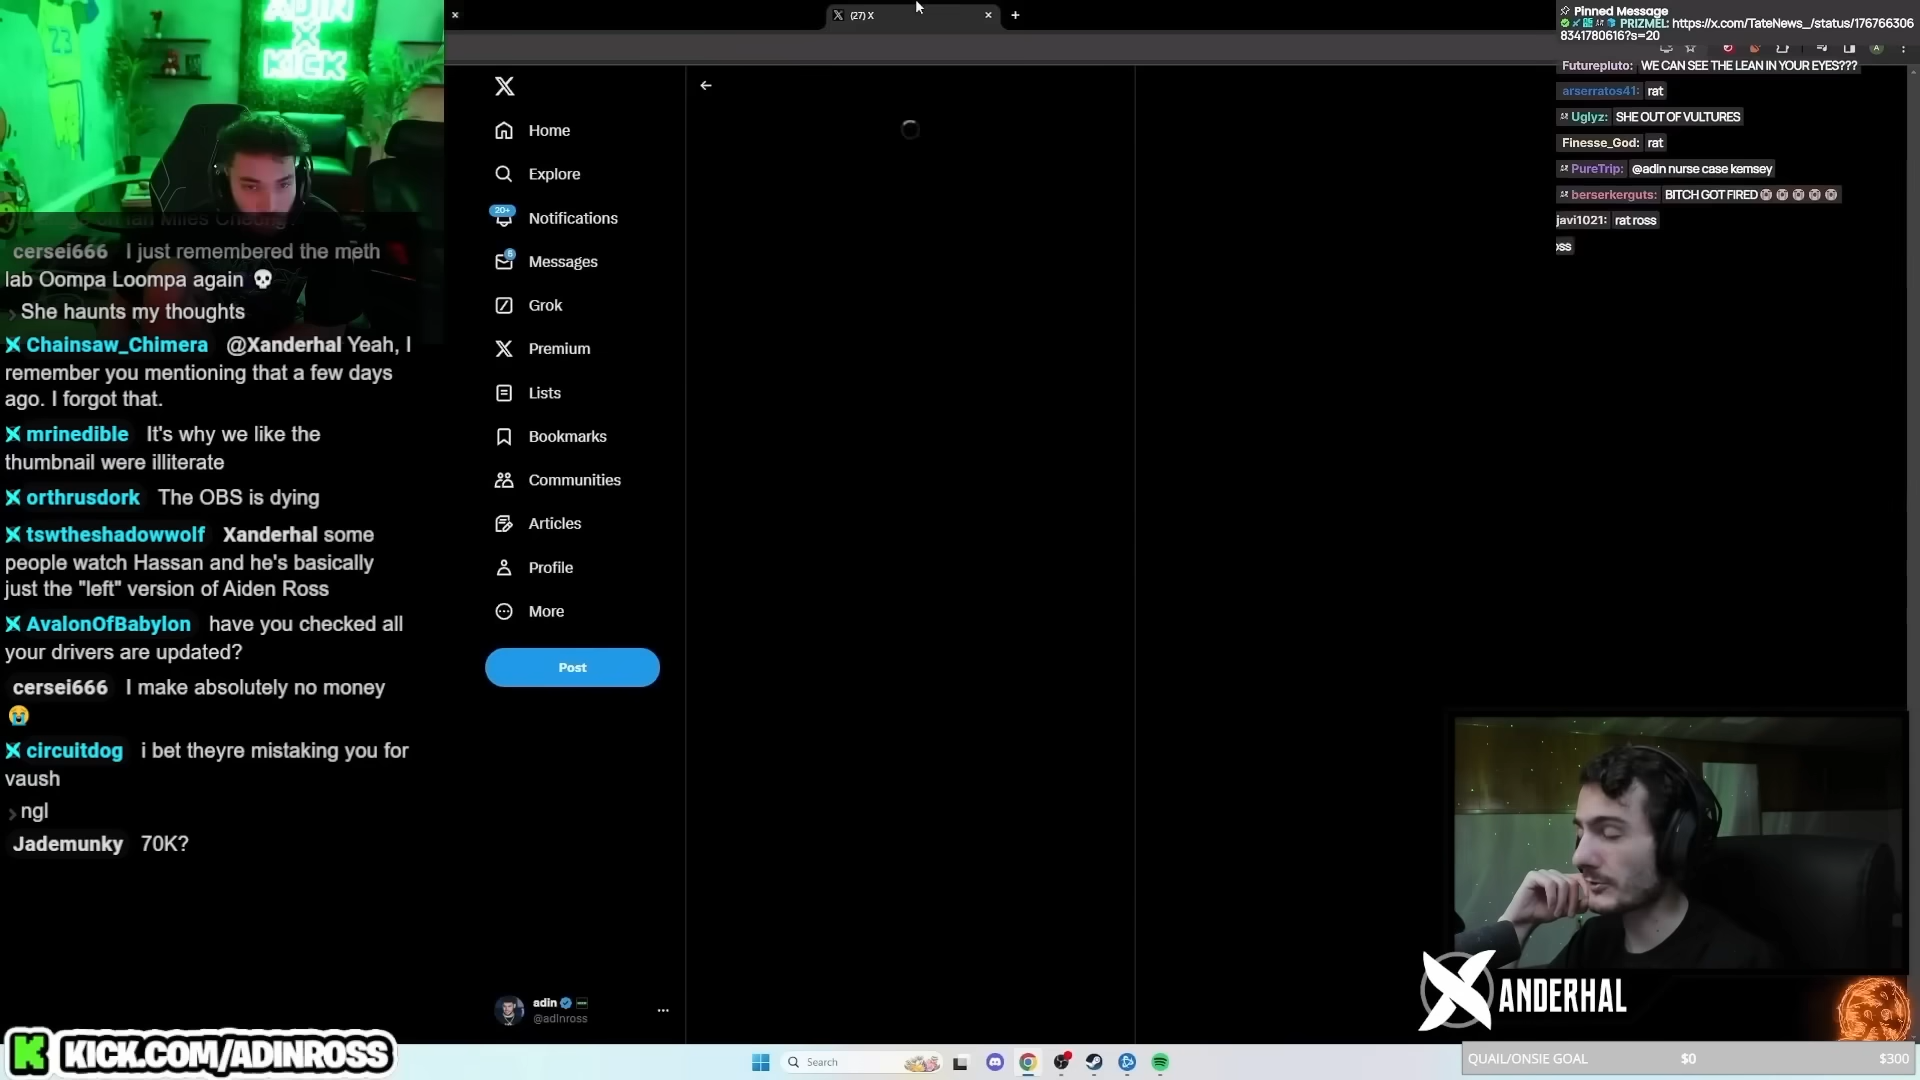 ADIN
X
KICK
23
cersei666 I just remembered the meth
lab Oompa Loompa again 💀
She haunts my thoughts
Chainsaw_Chimera @Xanderhal Yeah, I
remember you mentioning that a few days
ago. I forgot that.
mrinedible It's why we like the
thumbnail were illiterate
orthrusdork The OBS is dying
tswtheshadowwolf Xanderhal some
people watch Hassan and he's basically
just the "left" version of Aiden Ross
AvalonOfBabylon have you checked all
your drivers are updated?
cersei666 I make absolutely no money
😭
circuitdog i bet theyre mistaking you for
vaush
ngl
Jademunky 70K?
KICK.COM/ADINROSS
(27) X
Home
Explore
20+
Notifications
6
Messages
Grok
Premium
Lists
Bookmarks
Communities
Articles
Profile
More
Post
adin
@adinross
Search
Pinned Message
PRIZMEL: https://x.com/TateNews_/status/176766306
8341780616?s=20
Futurepluto: WE CAN SEE THE LEAN IN YOUR EYES???
arserratos41: rat
Uglyz: SHE OUT OF VULTURES
Finesse_God: rat
PureTrip: @adin nurse case kemsey
berserkerguts: BITCH GOT FIRED
javi1021: rat ross
oss
XANDERHAL
QUAIL/ONSIE GOAL $0 $300